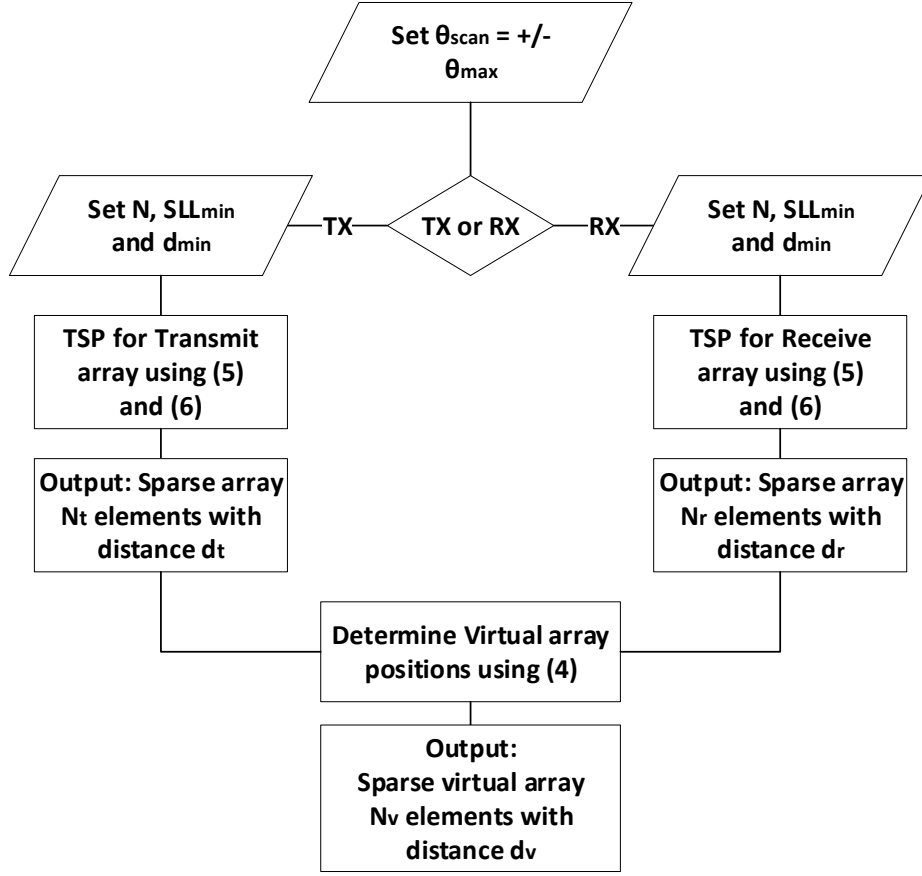 Set θscan = +/-
θmax
Set N, SLLmin
and dmin
TX
TX or RX
RX
Set N, SLLmin
and dmin
TSP for Transmit
array using (5)
and (6)
TSP for Receive
array using (5)
and (6)
Output: Sparse array
Nt elements with
distance dt
Output: Sparse array
Nr elements with
distance dr
Determine Virtual array
positions using (4)
Output:
Sparse virtual array
Nv elements with
distance dv